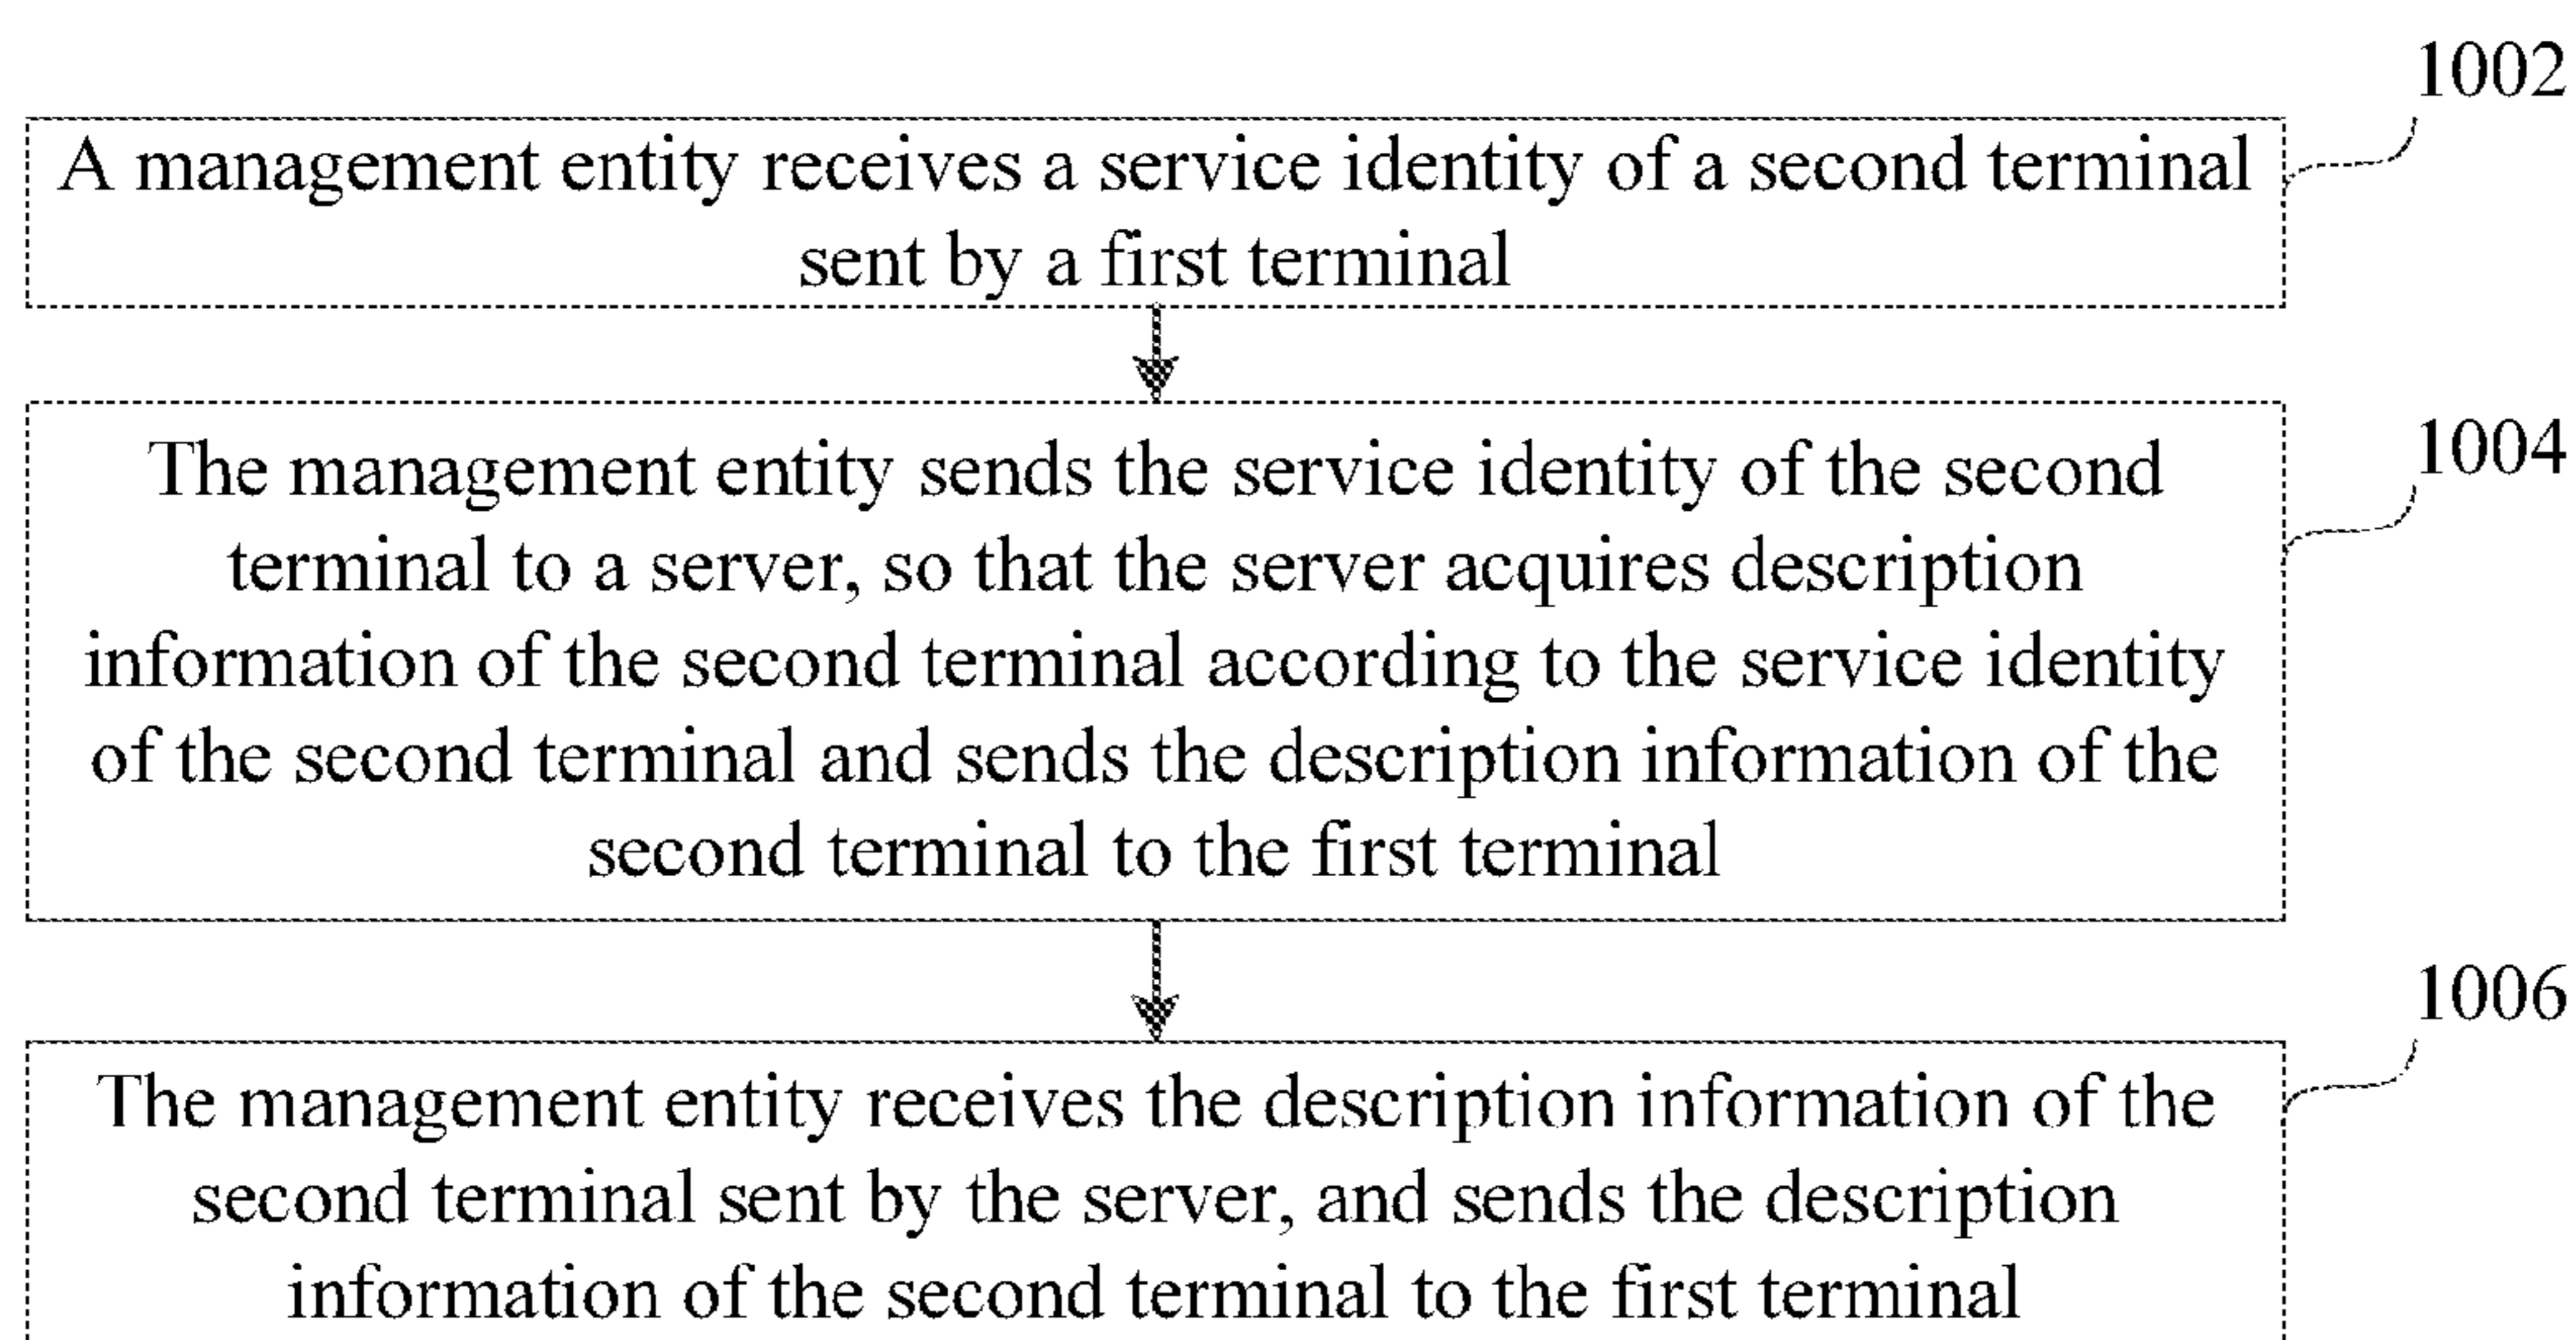 1002
A management entity receives a service identity of a second terminal
sent by a first terminal
1004
The management entity sends the service identity of the second
terminal to a server, so that the server acquires description
information of the second terminal according to the service identity
of the second terminal and sends the description information of the
second terminal to the first terminal
1006
The management entity receives the description information of the
second terminal sent by the server, and sends the description
information of the second terminal to the first terminal